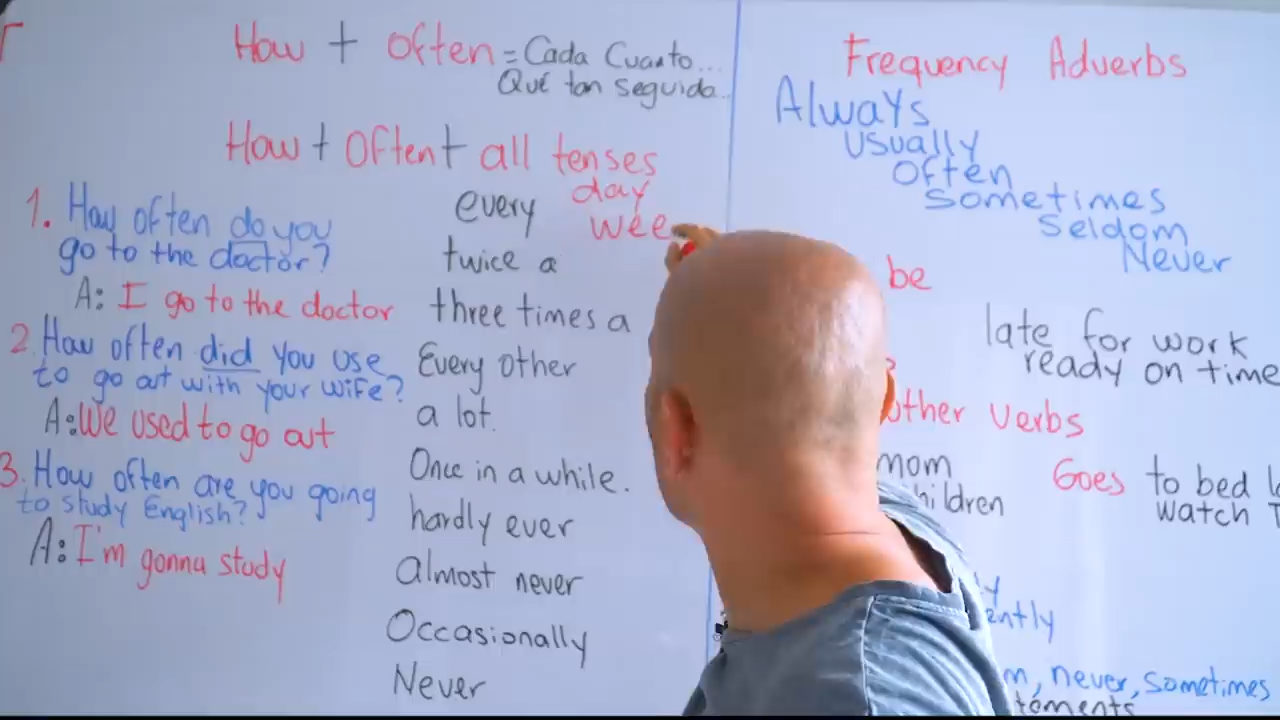 How + often = Cada Cuanto...
Qué tan seguido..
How + Often + all tenses
1. How often do you
go to the doctor?
A: I go to the doctor
2. How often did you use
to go out with your wife?
A: We used to go out
3. How often are you going
to study English?
A: I'm gonna study
every day
wee
twice a
three times a
Every other
a lot.
Once in a while.
hardly ever
almost never
Occasionally
Never
Frequency Adverbs
Always
usually
Often
Sometimes
Seldom
Never
be
late for work
ready on time
other verbs
mom
Goes to bed
watch
never, sometimes